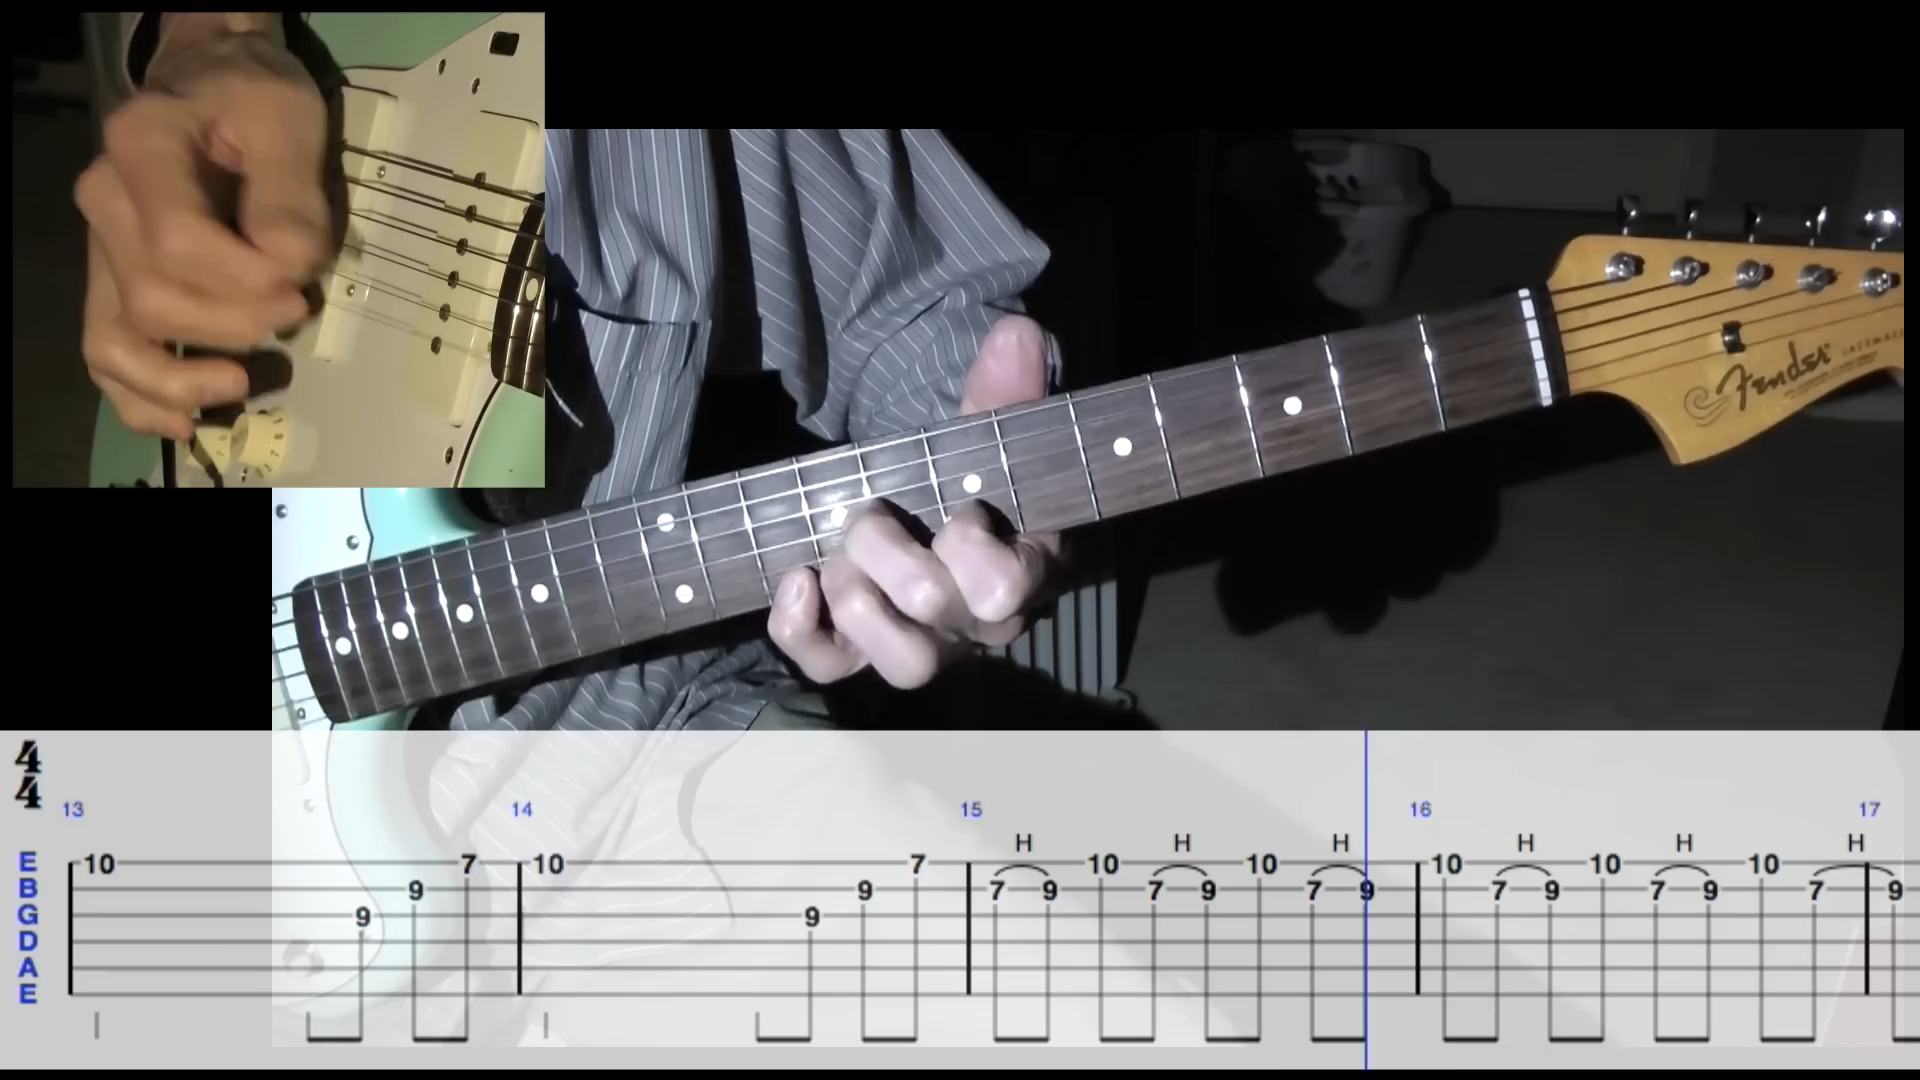 Fender
4
4
13 14 15 16 17
H H H H H H
E 10 7 10 7 10 10 10 10 10
B 9 9 7 9 7 9 7 9 7 9 7 9 7 9
G 9 9
D
A
E